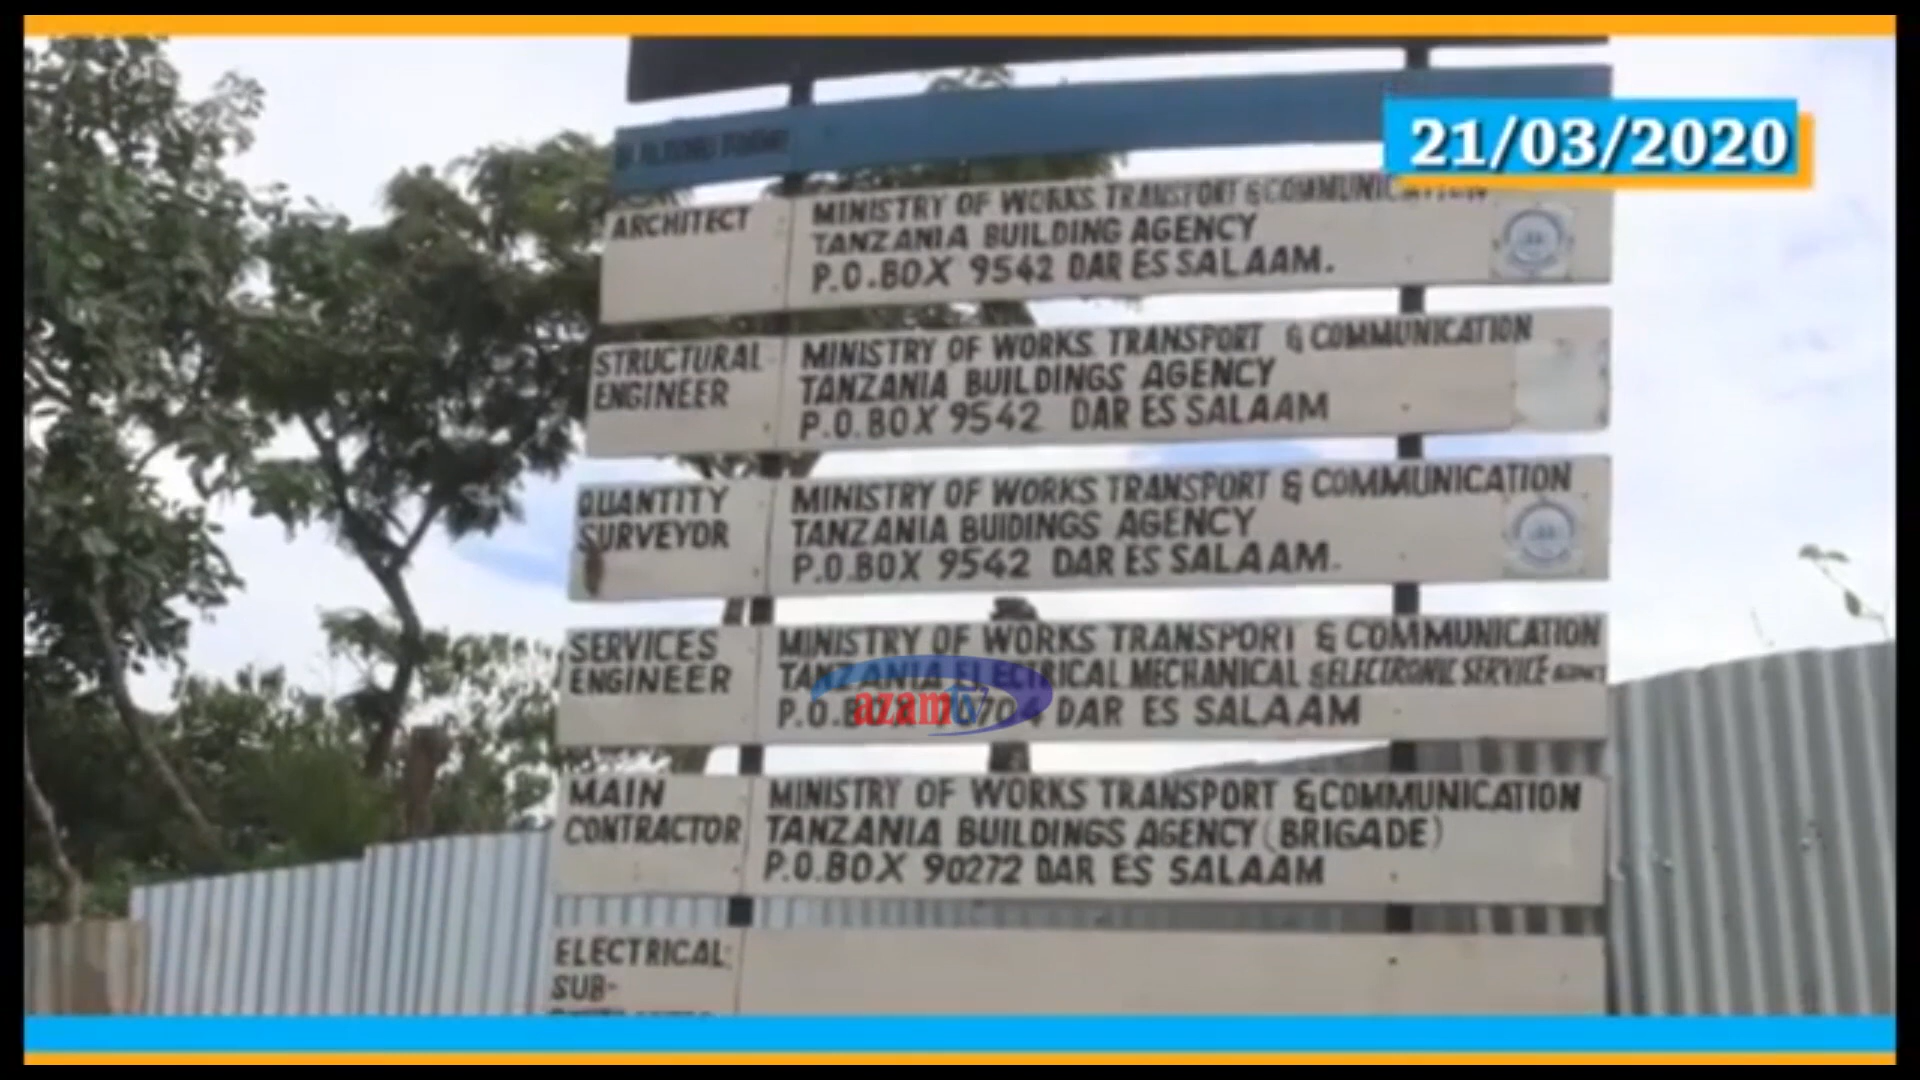 21/03/2020
ARCHITECT
MINISTRY OF WORKS TRANSPORT & COMMUNICATION
TANZANIA BUILDING AGENCY
P.O.BOX 9542 DAR ES SALAAM.
STRUCTURAL
ENGINEER
MINISTRY OF WORKS TRANSPORT & COMMUNICATION
TANZANIA BUILDINGS AGENCY
P.O.BOX 9542 DAR ES SALAAM
QUANTITY
SURVEYOR
MINISTRY OF WORKS TRANSPORT & COMMUNICATION
TANZANIA BUIDINGS AGENCY
P.O.BOX 9542 DAR ES SALAAM.
SERVICES
ENGINEER
MINISTRY OF WORKS TRANSPORT & COMMUNICATION
TANZANIA ELECTRICAL MECHANICAL & ELECTRONIC SERVICE AGENCY
P.O.BOX DAR ES SALAAM
azamtv
MAIN
CONTRACTOR
MINISTRY OF WORKS TRANSPORT & COMMUNICATION
TANZANIA BUILDINGS AGENCY (BRIGADE)
P.O.BOX 90272 DAR ES SALAAM
ELECTRICAL:
SUB-